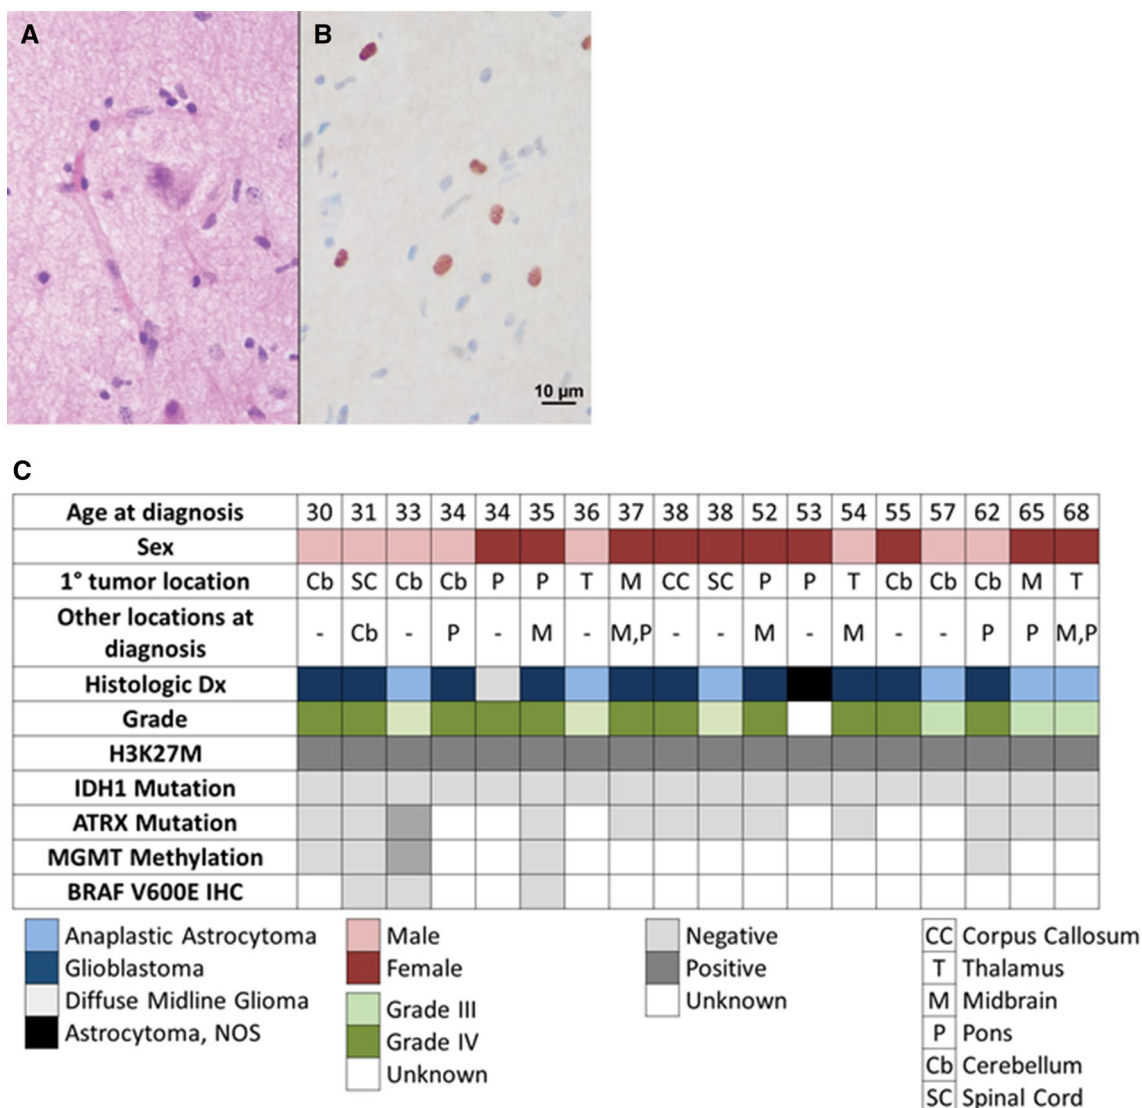 A
B
10 µm
C
Age at diagnosis 30 31 33 34 34 35 36 37 38 38 52 53 54 55 57 62 65 68
Sex
1° tumor location Cb SC Cb Cb P P T M CC SC P P T Cb Cb Cb M T
Other locations at
diagnosis - Cb - P - M - M,P - - M - M - - P P M,P
Histologic Dx
Grade
H3K27M
IDH1 Mutation
ATRX Mutation
MGMT Methylation
BRAF V600E IHC
Anaplastic Astrocytoma
Glioblastoma
Diffuse Midline Glioma
Astrocytoma, NOS
Male
Female
Grade III
Grade IV
Unknown
Negative
Positive
Unknown
CC Corpus Callosum
T Thalamus
M Midbrain
P Pons
Cb Cerebellum
SC Spinal Cord